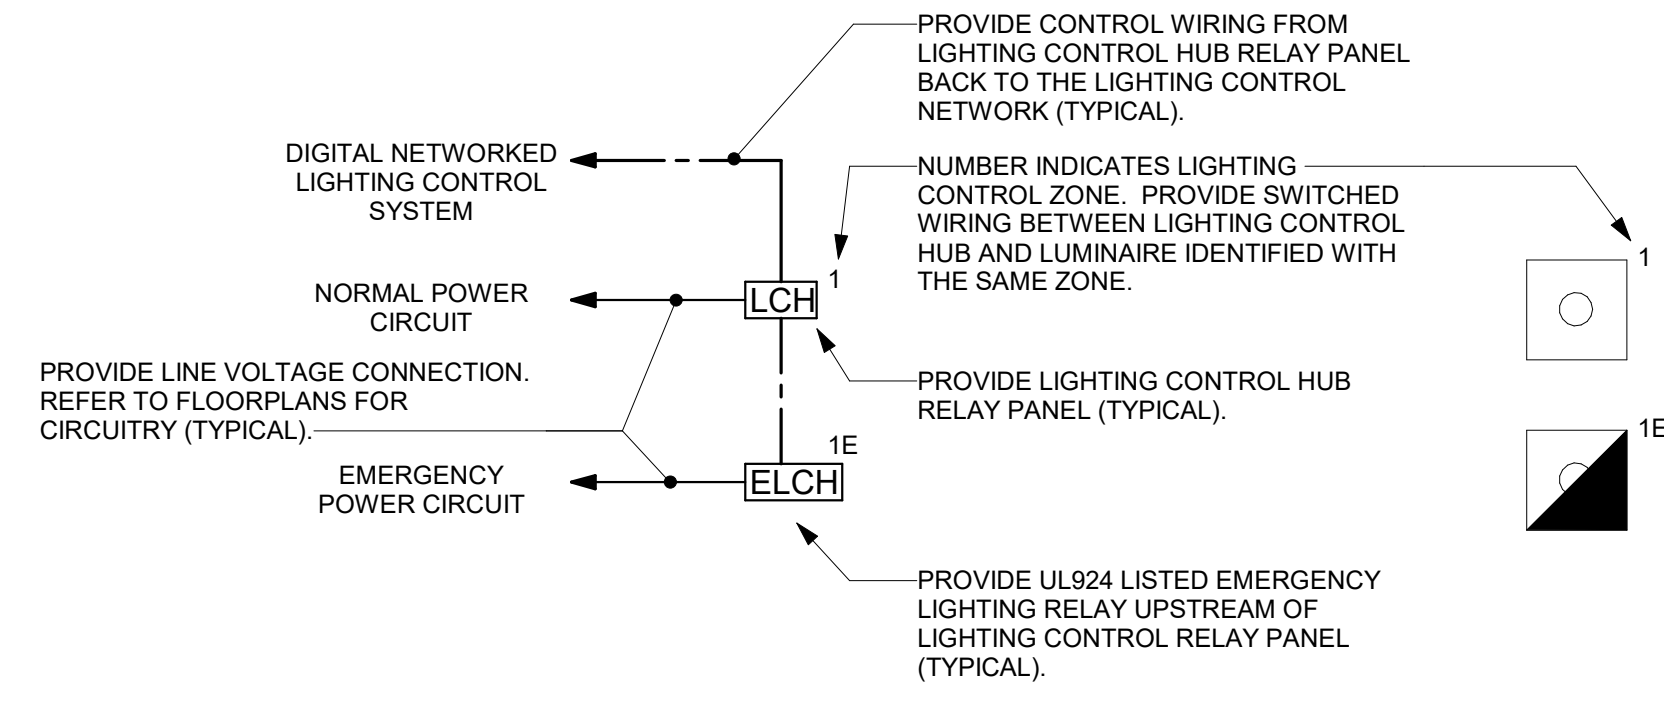 PROVIDE CONTROL WIRING FROM
LIGHTING CONTROL HUB RELAY PANEL
BACK TO THE LIGHTING CONTROL
NETWORK (TYPICAL).
DIGITAL NETWORKED
LIGHTING CONTROL
SYSTEM
NUMBER INDICATES LIGHTING
CONTROL ZONE. PROVIDE SWITCHED
WIRING BETWEEN LIGHTING CONTROL
HUB AND LUMINAIRE IDENTIFIED WITH
THE SAME ZONE.
1
1
NORMAL POWER
CIRCUIT
LCH
PROVIDE LINE VOLTAGE CONNECTION.
REFER TO FLOORPLANS FOR
CIRCUITRY (TYPICAL).
PROVIDE LIGHTING CONTROL HUB
RELAY PANEL (TYPICAL).
1E
1E
EMERGENCY
POWER CIRCUIT
ELCH
PROVIDE UL924 LISTED EMERGENCY
LIGHTING RELAY UPSTREAM OF
LIGHTING CONTROL RELAY PANEL
(TYPICAL).